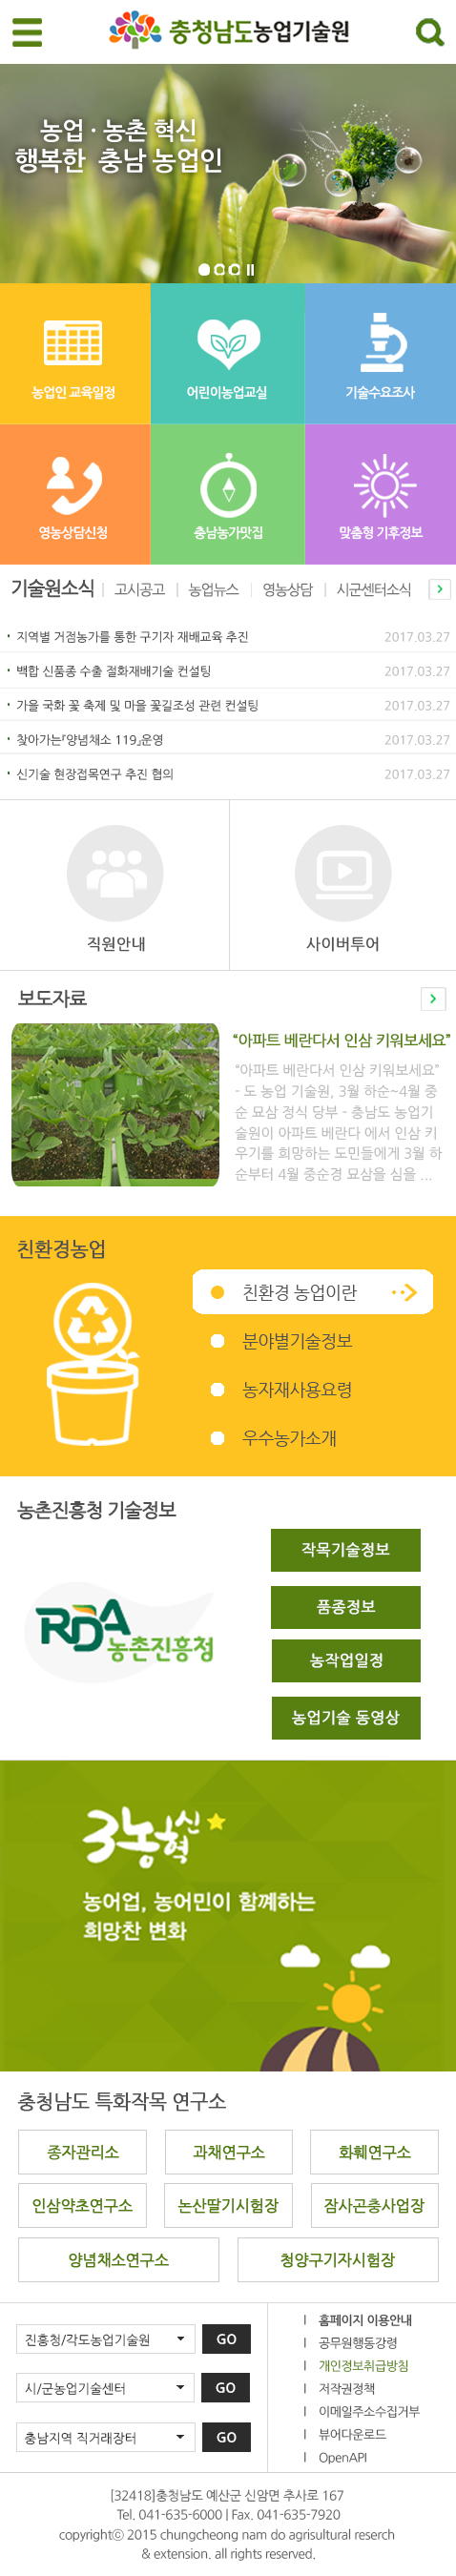 충청남도농업기술원
농업 · 농촌 혁신
행복한 충남 농업인
농업인 교육일정
어린이농업교실
기술수요조사
영농상담신청
충남농가맛집
맞춤형 기후정보
기술원소식 | 고시공고 | 농업뉴스 | 영농상담 | 시군센터소식
· 지역별 거점농가를 통한 구기자 재배교육 추진 2017.03.27
· 백합 신품종 수출 절화재배기술 컨설팅 2017.03.27
· 가을 국화 꽃 축제 및 마을 꽃길조성 관련 컨설팅 2017.03.27
· 찾아가는『양념채소 119』운영 2017.03.27
· 신기술 현장접목연구 추진 협의 2017.03.27
직원안내
사이버투어
보도자료
“아파트 베란다서 인삼 키워보세요”
“아파트 베란다서 인삼 키워보세요”
- 도 농업 기술원, 3월 하순~4월 중
순 묘삼 정식 당부 - 충남도 농업기
술원이 아파트 베란다 에서 인삼 키
우기를 희망하는 도민들에게 3월 하
순부터 4월 중순경 묘삼을 심을 ...
친환경농업
친환경 농업이란
분야별기술정보
농자재사용요령
우수농가소개
농촌진흥청 기술정보
RDA 농촌진흥청
작목기술정보
품종정보
농작업일정
농업기술 동영상
3농혁신
농어업, 농어민이 함께하는
희망찬 변화
충청남도 특화작목 연구소
종자관리소
과채연구소
화훼연구소
인삼약초연구소
논산딸기시험장
잠사곤충사업장
양념채소연구소
청양구기자시험장
진흥청/각도농업기술원 GO
시/군농업기술센터 GO
충남지역 직거래장터 GO
| 홈페이지 이용안내
| 공무원행동강령
| 개인정보취급방침
| 저작권정책
| 이메일주소수집거부
| 뷰어다운로드
| OpenAPI
[32418]충청남도 예산군 신암면 추사로 167
Tel. 041-635-6000 | Fax. 041-635-7920
copyrightⓒ 2015 chungcheong nam do agrisultural reserch
& extension. all rights reserved.